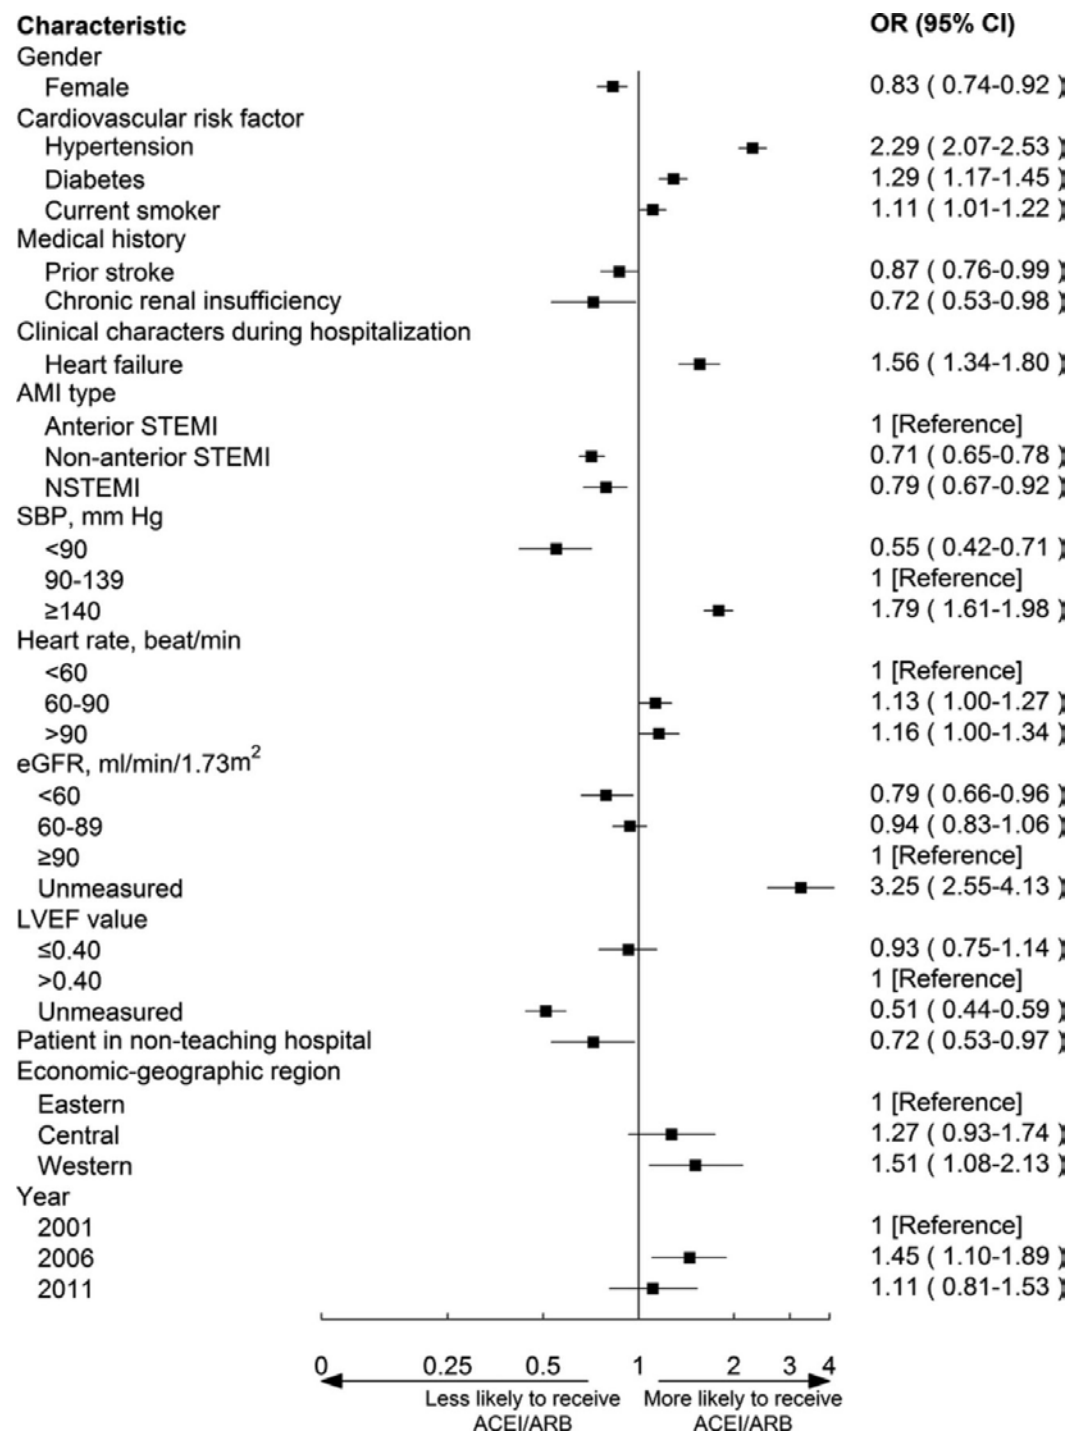 Characteristic OR (95% CI)
Gender
Female 0.83 ( 0.74-0.92 )
Cardiovascular risk factor
Hypertension 2.29 ( 2.07-2.53 )
Diabetes 1.29 ( 1.17-1.45 )
Current smoker 1.11 ( 1.01-1.22 )
Medical history
Prior stroke 0.87 ( 0.76-0.99 )
Chronic renal insufficiency 0.72 ( 0.53-0.98 )
Clinical characters during hospitalization
Heart failure 1.56 ( 1.34-1.80 )
AMI type
Anterior STEMI 1 [Reference]
Non-anterior STEMI 0.71 ( 0.65-0.78 )
NSTEMI 0.79 ( 0.67-0.92 )
SBP, mm Hg
<90 0.55 ( 0.42-0.71 )
90-139 1 [Reference]
≥140 1.79 ( 1.61-1.98 )
Heart rate, beat/min
<60 1 [Reference]
60-90 1.13 ( 1.00-1.27 )
>90 1.16 ( 1.00-1.34 )
eGFR, ml/min/1.73m²
<60 0.79 ( 0.66-0.96 )
60-89 0.94 ( 0.83-1.06 )
≥90 1 [Reference]
Unmeasured 3.25 ( 2.55-4.13 )
LVEF value
≤0.40 0.93 ( 0.75-1.14 )
>0.40 1 [Reference]
Unmeasured 0.51 ( 0.44-0.59 )
Patient in non-teaching hospital 0.72 ( 0.53-0.97 )
Economic-geographic region
Eastern 1 [Reference]
Central 1.27 ( 0.93-1.74 )
Western 1.51 ( 1.08-2.13 )
Year
2001 1 [Reference]
2006 1.45 ( 1.10-1.89 )
2011 1.11 ( 0.81-1.53 )
0 0.25 0.5 1 2 3 4
Less likely to receive More likely to receive
ACEI/ARB ACEI/ARB